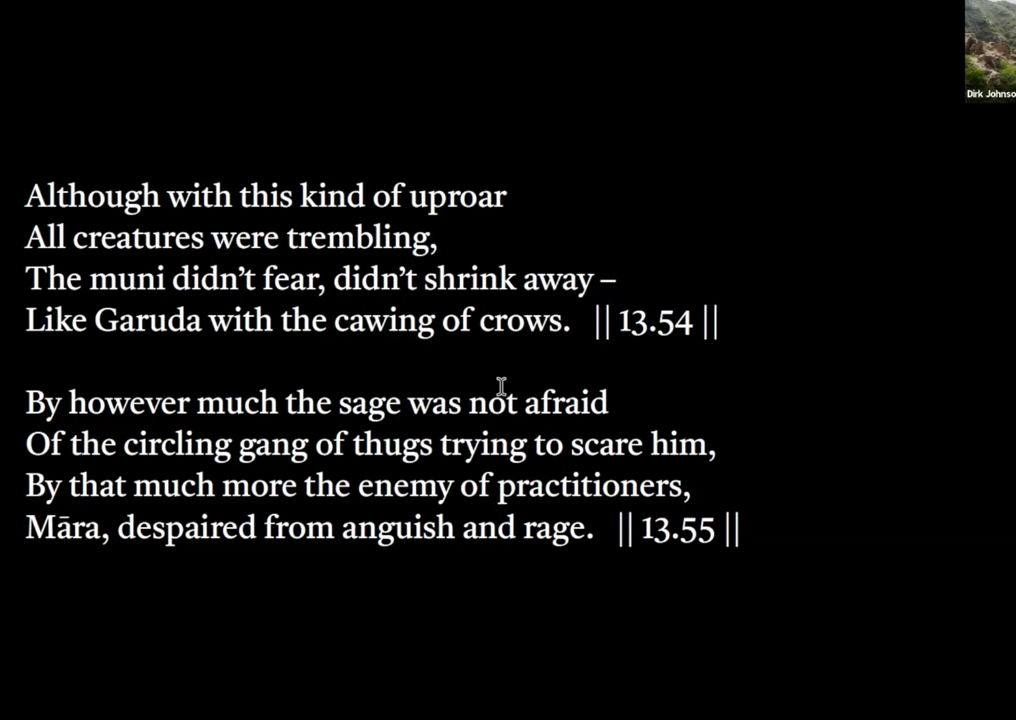 Dirk Johnso
Although with this kind of uproar
All creatures were trembling,
The muni didn't fear, didn't shrink away –
Like Garuda with the cawing of crows. || 13.54 ||
By however much the sage was not afraid
Of the circling gang of thugs trying to scare him,
By that much more the enemy of practitioners,
Māra, despaired from anguish and rage. || 13.55 ||